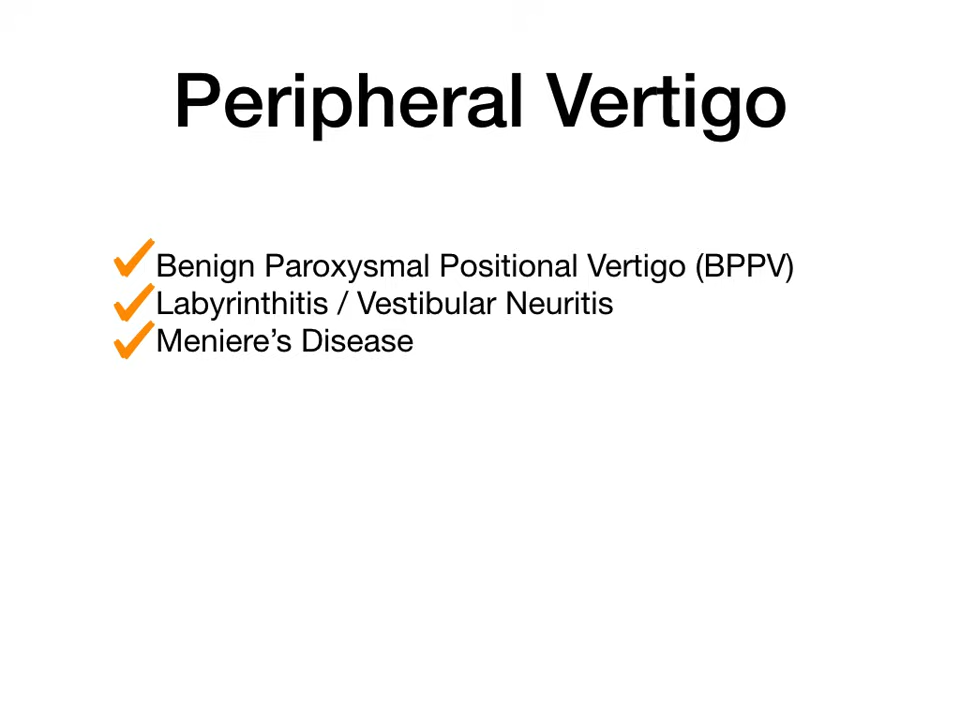 Peripheral Vertigo
Benign Paroxysmal Positional Vertigo (BPPV)
Labyrinthitis / Vestibular Neuritis
Meniere’s Disease